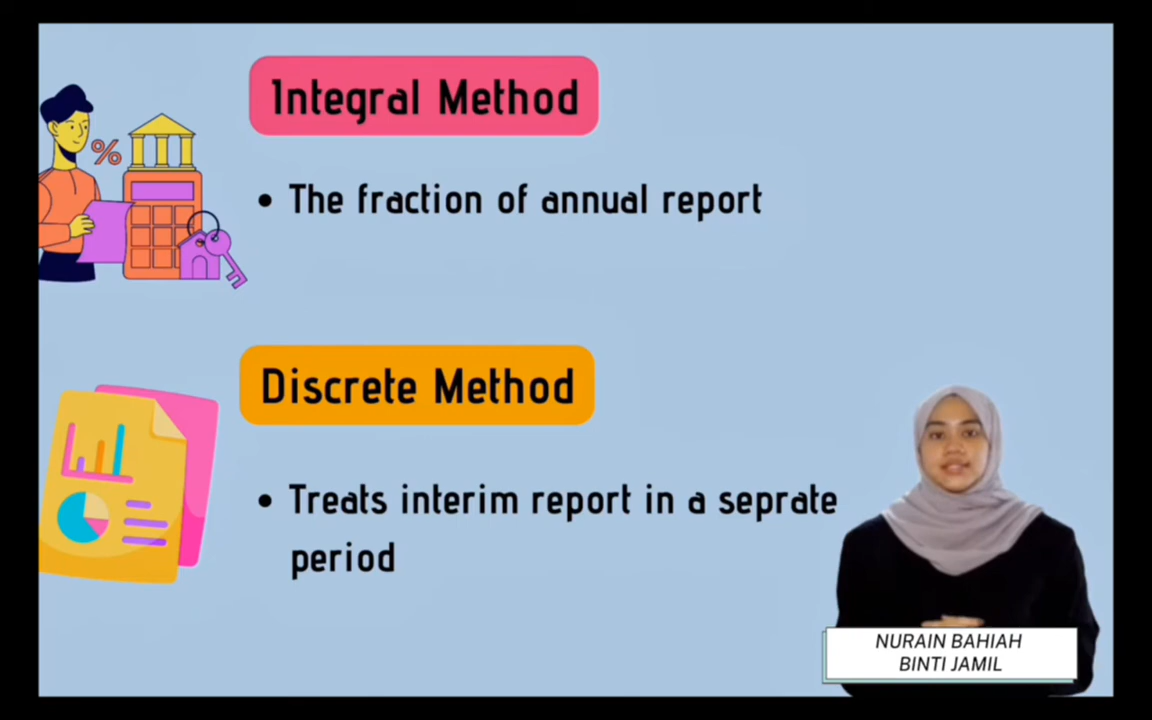 Integral Method
%
• The fraction of annual report
Discrete Method
• Treats interim report in a seprate
period
NURAIN BAHIAH
BINTI JAMIL